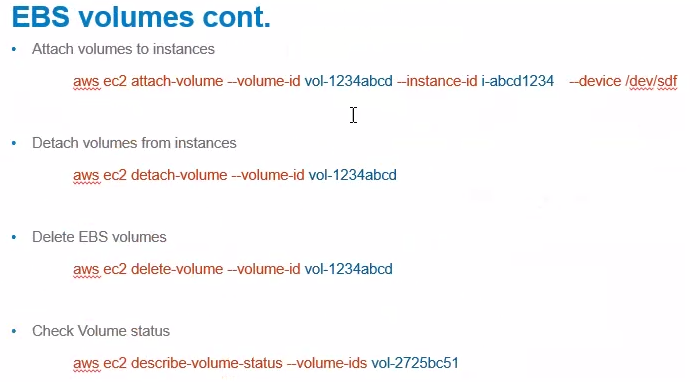 EBS volumes cont.
• Attach volumes to instances
aws ec2 attach-volume --volume-id vol-1234abcd --instance-id i-abcd1234 --device /dev/sdf
• Detach volumes from instances
aws ec2 detach-volume --volume-id vol-1234abcd
• Delete EBS volumes
aws ec2 delete-volume --volume-id vol-1234abcd
• Check Volume status
aws ec2 describe-volume-status --volume-ids vol-2725bc51